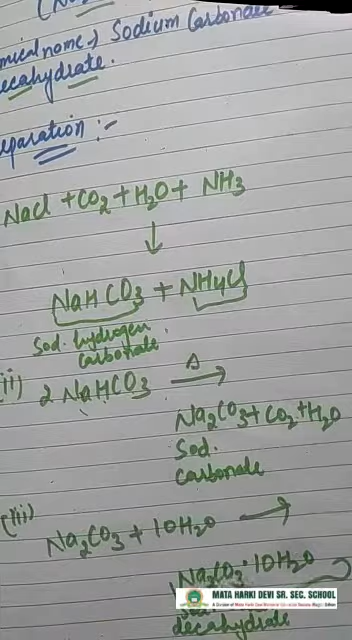 Chemical name → Sodium Carbonate
decahydrate.
Preparation :-
NaCl + CO2 + H2O + NH3
↓
NaHCO3 + NH4Cl
Sod. hydrogen
carbonate
(ii) 2 NaHCO3 —Δ→
Na2CO3 + CO2 + H2O
Sod.
carbonate
(iii)
Na2CO3 + 10H2O →
Na2CO3·10H2O
decahydrate
MATA HARKI DEVI SR. SEC. SCHOOL